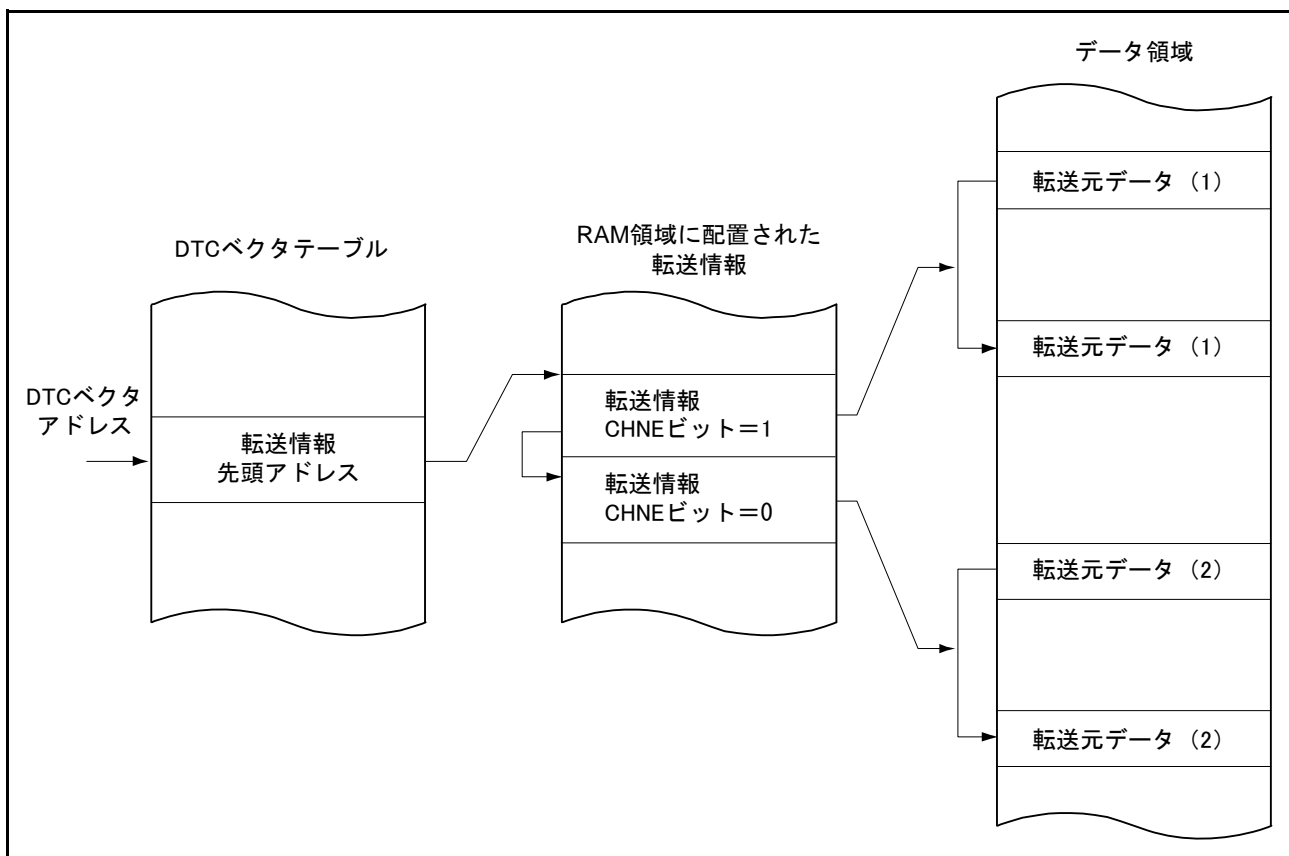 データ領域
転送元データ（1）
転送元データ（1）
転送元データ（2）
転送元データ（2）
RAM領域に配置された
転送情報
転送情報
CHNEビット＝1
転送情報
CHNEビット＝0
DTCベクタテーブル
転送情報
先頭アドレス
DTCベクタ
アドレス